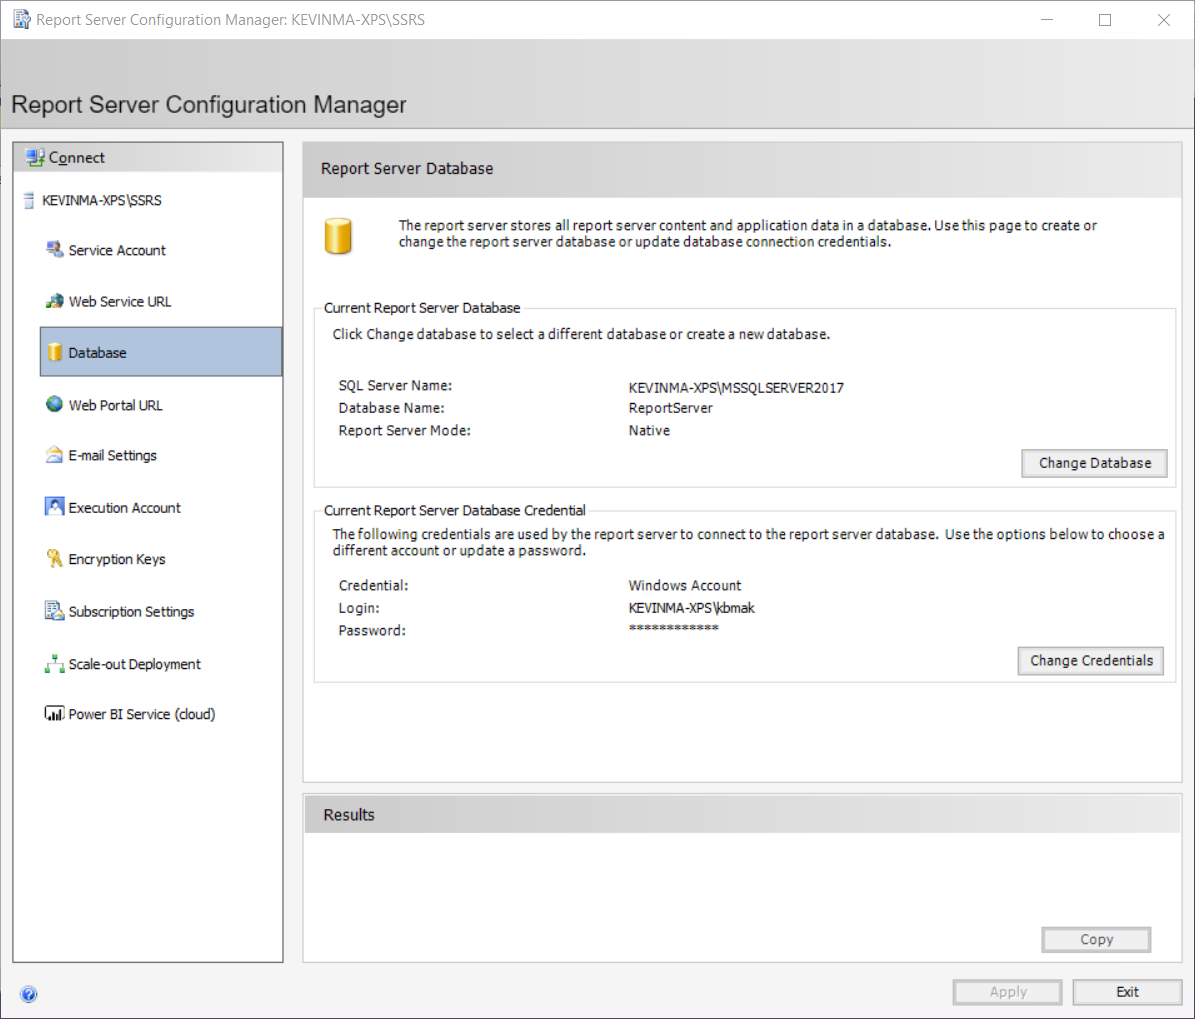 Report Server Configuration Manager: KEVINMA-XPS\SSRS
Report Server Configuration Manager
Connect
KEVINMA-XPS\SSRS
Service Account
Web Service URL
Database
Web Portal URL
E-mail Settings
Execution Account
Encryption Keys
Subscription Settings
Scale-out Deployment
Power BI Service (cloud)
Report Server Database
The report server stores all report server content and application data in a database. Use this page to create or
change the report server database or update database connection credentials.
Current Report Server Database
Click Change database to select a different database or create a new database.
SQL Server Name: KEVINMA-XPS\MSSQLSERVER2017
Database Name: ReportServer
Report Server Mode: Native
Change Database
Current Report Server Database Credential
The following credentials are used by the report server to connect to the report server database. Use the options below to choose a
different account or update a password.
Credential: Windows Account
Login: KEVINMA-XPS\kbmak
Password: ************
Change Credentials
Results
Copy
Apply Exit